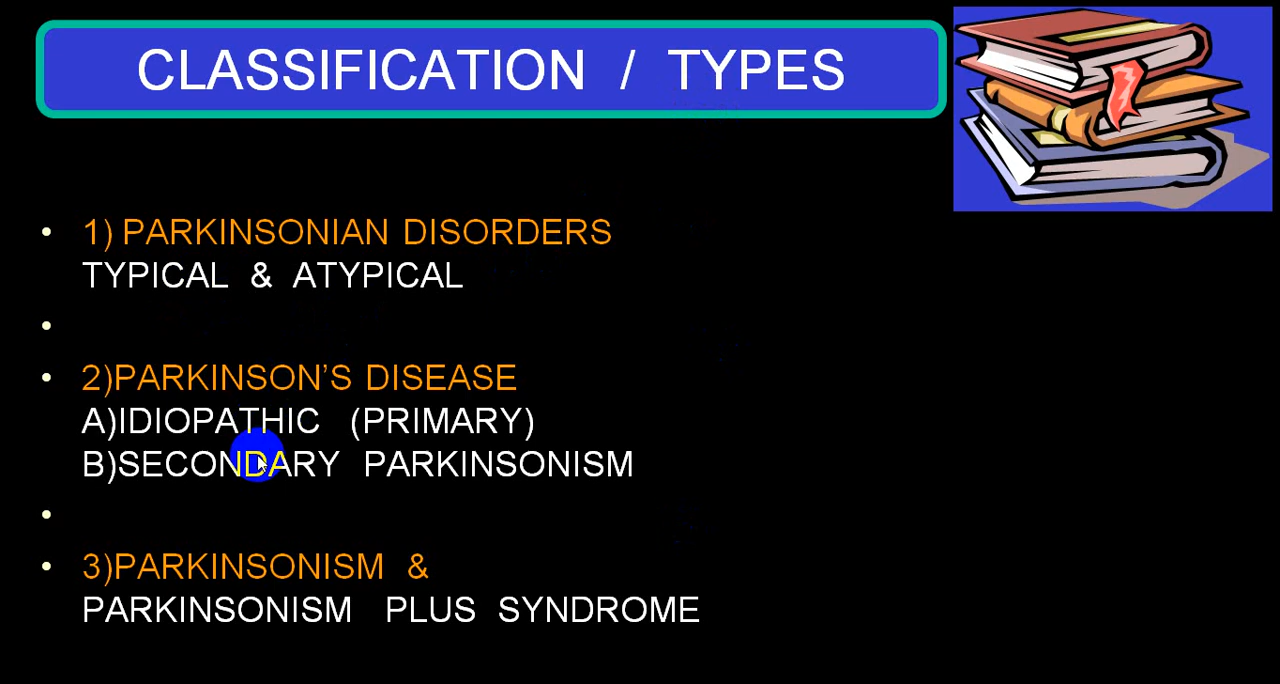 CLASSIFICATION / TYPES
• 1) PARKINSONIAN DISORDERS
TYPICAL & ATYPICAL
•
• 2)PARKINSON’S DISEASE
A)IDIOPATHIC (PRIMARY)
B)SECONDARY PARKINSONISM
•
• 3)PARKINSONISM &
PARKINSONISM PLUS SYNDROME